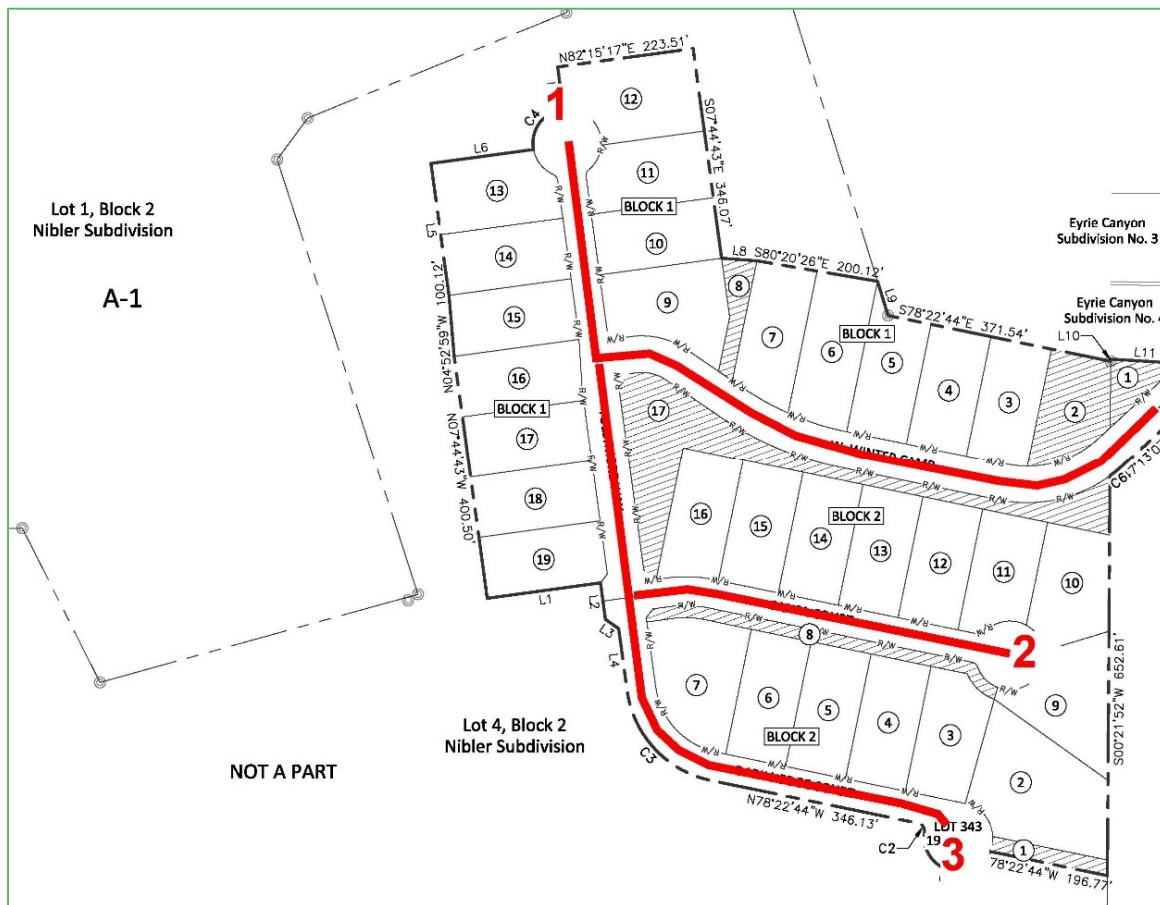 N82°15'17"E 223.51'
1
12
C4
R/W
S07°44'43"E 346.07'
L6
13
11
R/W
R/W
BLOCK 1
Lot 1, Block 2
Nibler Subdivision
L5
14
10
R/W
R/W
Eyrie Canyon
Subdivision No. 3
A-1
L8 S80°20'26"E 200.12'
8
9
N04°52'59"W 100.12'
15
7
6
BLOCK 1
5
L9
S78°22'44"E 371.54'
Eyrie Canyon
Subdivision No. 4
L10
L11
R/W
R/W
16
R/W
4
3
2
1
R/W
BLOCK 1
17
17
R/W
R/W
R/W
R/W
R/W
R/W
W. WINTER CAMP
N07°44'43"W 400.50'
R/W
R/W
R/W
R/W
R/W
C6
18
16
15
14
BLOCK 2
13
12
11
10
R/W
R/W
19
L1
L2
R/W
R/W
R/W
R/W
R/W
L3
R/W
R/W
8
R/W
R/W
2
S00°21'52"W 652.61'
L4
R/W
7
6
5
4
3
R/W
9
Lot 4, Block 2
Nibler Subdivision
BLOCK 2
C3
R/W
R/W
R/W
2
NOT A PART
N78°22'44"W 346.13'
R/W
LOT 343
C2
19
3
1
78°22'44"W 196.77'